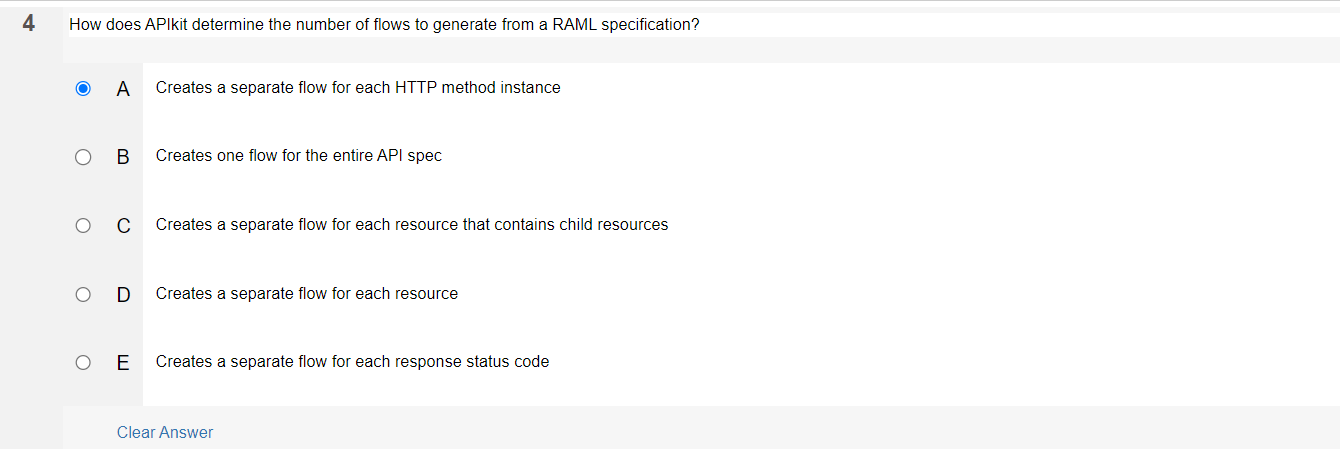 4 How does APIkit determine the number of flows to generate from a RAML specification?
A Creates a separate flow for each HTTP method instance
B Creates one flow for the entire API spec
C Creates a separate flow for each resource that contains child resources
D Creates a separate flow for each resource
E Creates a separate flow for each response status code
Clear Answer